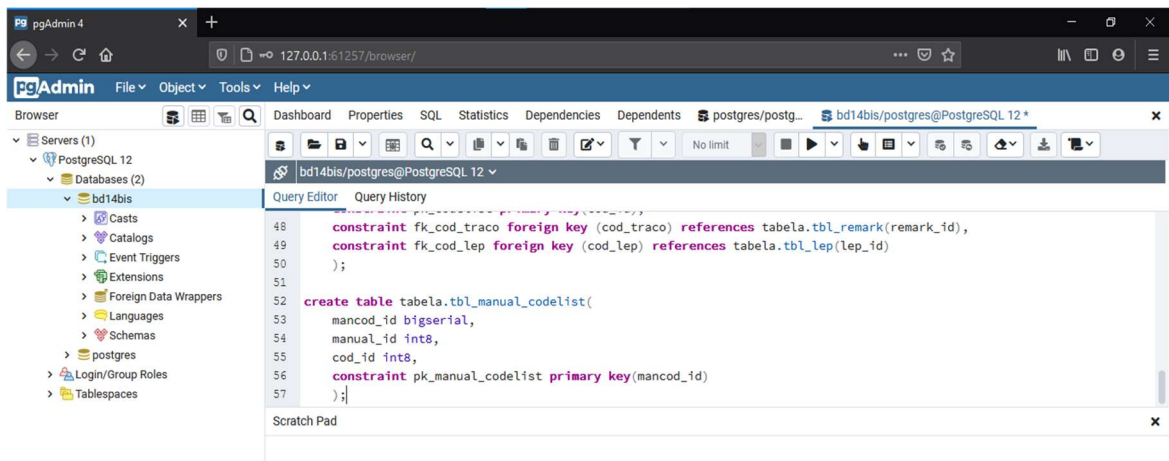 pgAdmin 4
127.0.0.1:61257/browser/
pgAdmin File Object Tools Help
Browser
Dashboard Properties SQL Statistics Dependencies Dependents postgres/postg... bd14bis/postgres@PostgreSQL 12 *
No limit
Servers (1)
PostgreSQL 12
Databases (2)
bd14bis
Casts
Catalogs
Event Triggers
Extensions
Foreign Data Wrappers
Languages
Schemas
postgres
Login/Group Roles
Tablespaces
bd14bis/postgres@PostgreSQL 12
Query Editor Query History
48 constraint fk_cod_traco foreign key (cod_traco) references tabela.tbl_remark(remark_id),
49 constraint fk_cod_lep foreign key (cod_lep) references tabela.tbl_lep(lep_id)
50 );
51
52 create table tabela.tbl_manual_codelist(
53 mancod_id bigserial,
54 manual_id int8,
55 cod_id int8,
56 constraint pk_manual_codelist primary key(mancod_id)
57 );
Scratch Pad